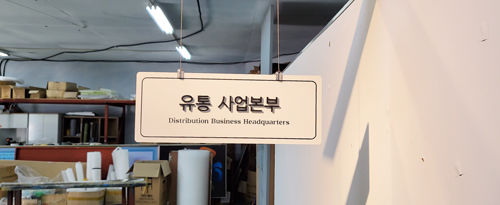 유통 사업본부
Distribution Business Headquarters